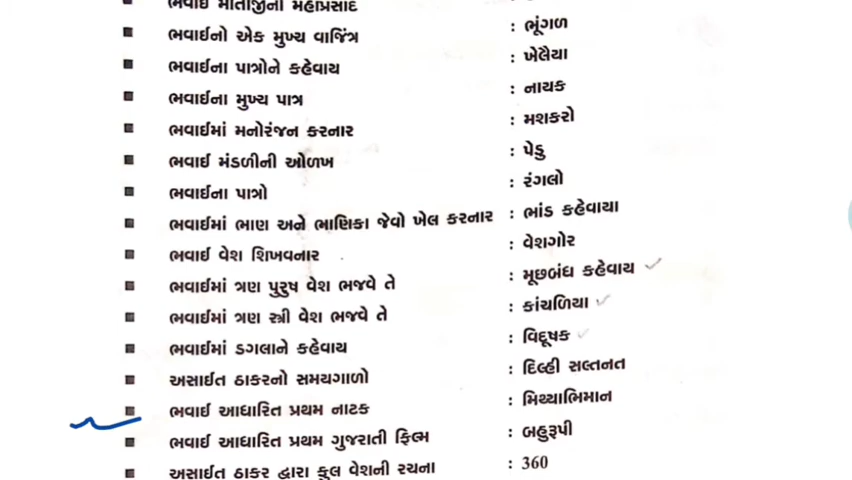 ભવાઈ માતાજીનો મહાપ્રસાદ
ભવાઈનો એક મુખ્ય વાજિંત્ર : ભૂંગળ
ભવાઈના પાત્રોને કહેવાય : ખેલૈયા
ભવાઈના મુખ્ય પાત્ર : નાયક
ભવાઈમાં મનોરંજન કરનાર : મશકરો
ભવાઈ મંડળીની ઓળખ : પેડુ
ભવાઈના પાત્રો : રંગલો
ભવાઈમાં ભાણ અને ભાણિકા જેવો ખેલ કરનાર : ભાંડ કહેવાયા
ભવાઈ વેશ શિખવનાર : વેશગોર
ભવાઈમાં ત્રણ પુરુષ વેશ ભજવે તે : મૂછબંધ કહેવાય
ભવાઈમાં ત્રણ સ્ત્રી વેશ ભજવે તે : કાંચળિયા
ભવાઈમાં ડગલાને કહેવાય : વિદૂષક
અસાઈત ઠાકરનો સમયગાળો : દિલ્હી સલ્તનત
ભવાઈ આધારિત પ્રથમ નાટક : મિથ્યાભિમાન
ભવાઈ આધારિત પ્રથમ ગુજરાતી ફિલ્મ : બહુરૂપી
અસાઈત ઠાકર દ્વારા કુલ વેશની રચના : 360